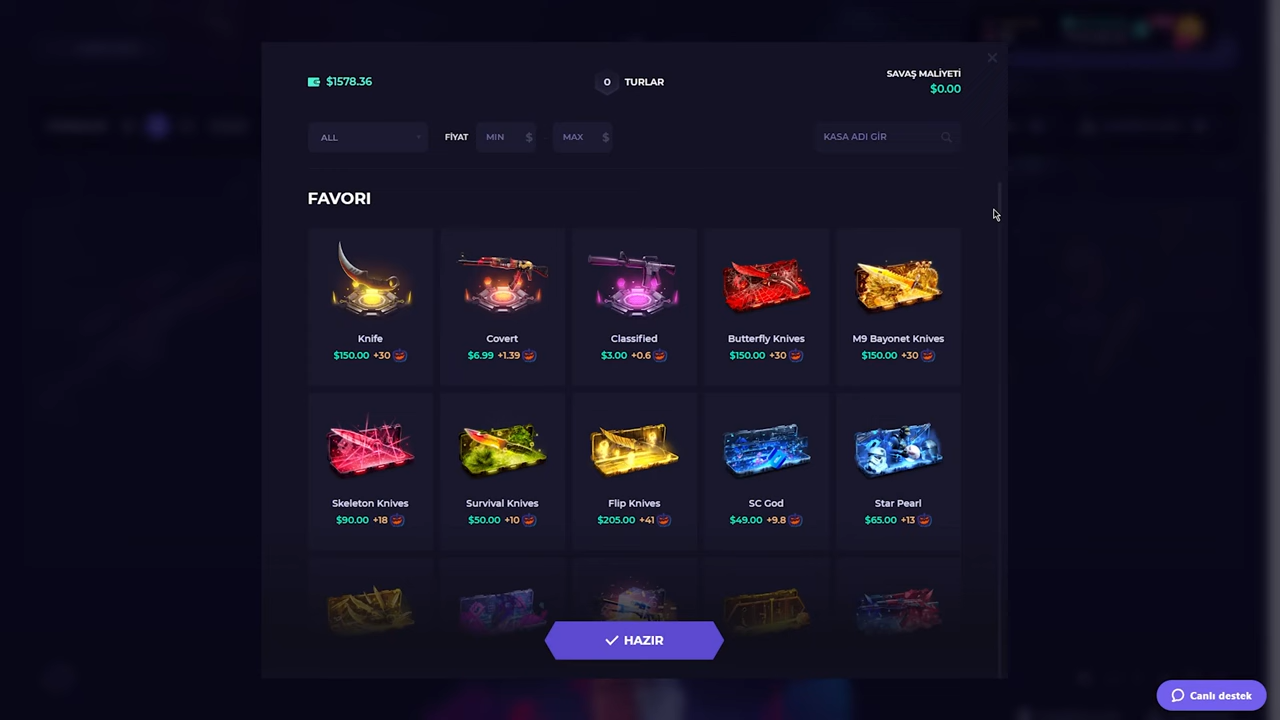 $1578.36
0 TURLAR
SAVAŞ MALİYETİ
$0.00
ALL
FİYAT
MIN $
MAX $
KASA ADI GİR
FAVORI
Knife
$150.00 +30
Covert
$6.99 +1.39
Classified
$3.00 +0.6
Butterfly Knives
$150.00 +30
M9 Bayonet Knives
$150.00 +30
Skeleton Knives
$90.00 +18
Survival Knives
$50.00 +10
Flip Knives
$205.00 +41
SC God
$49.00 +9.8
Star Pearl
$65.00 +13
HAZIR
Canlı destek